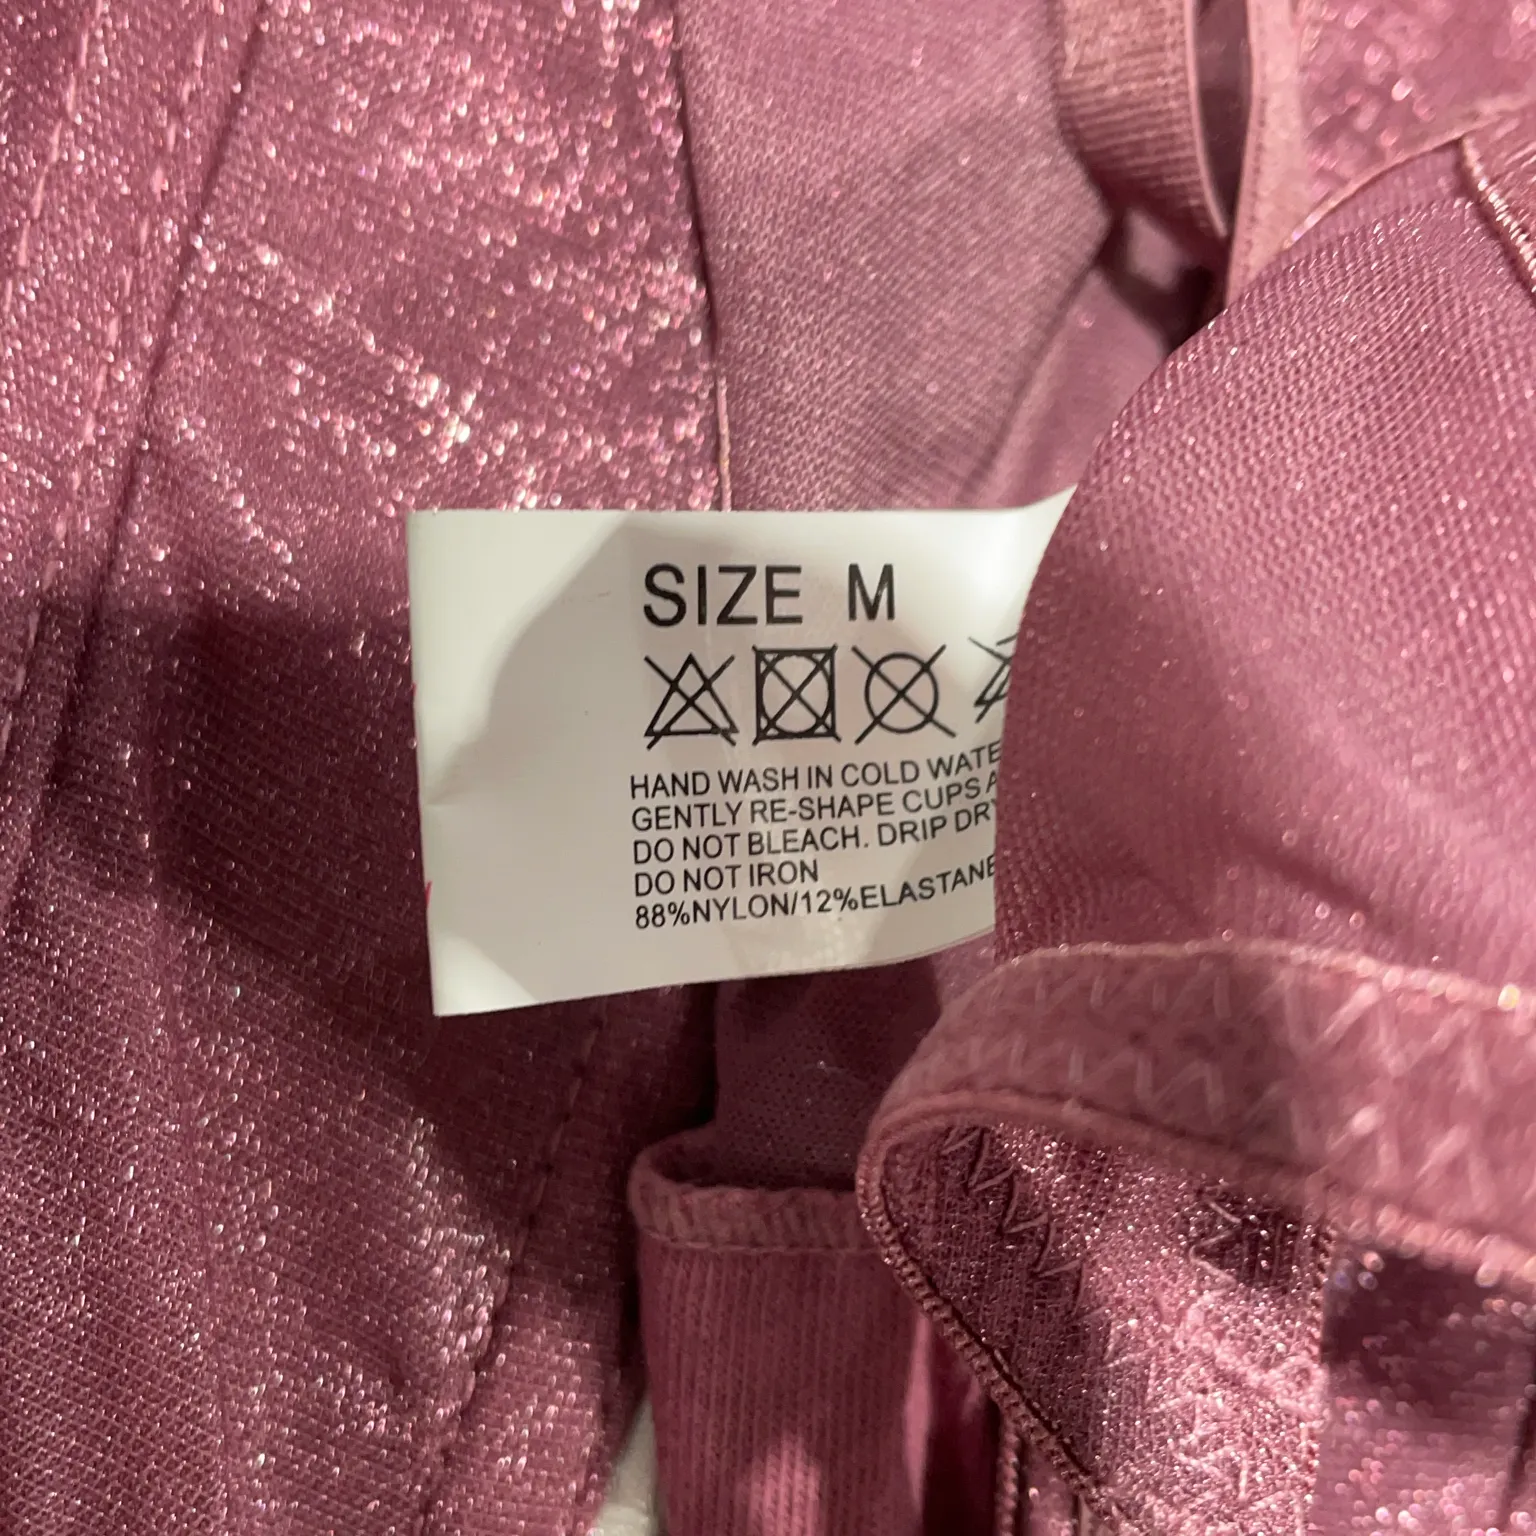 SIZE M
HAND WASH IN COLD WATE
GENTLY RE-SHAPE CUPS A
DO NOT BLEACH. DRIP DRY
DO NOT IRON
88%NYLON/12%ELASTANE